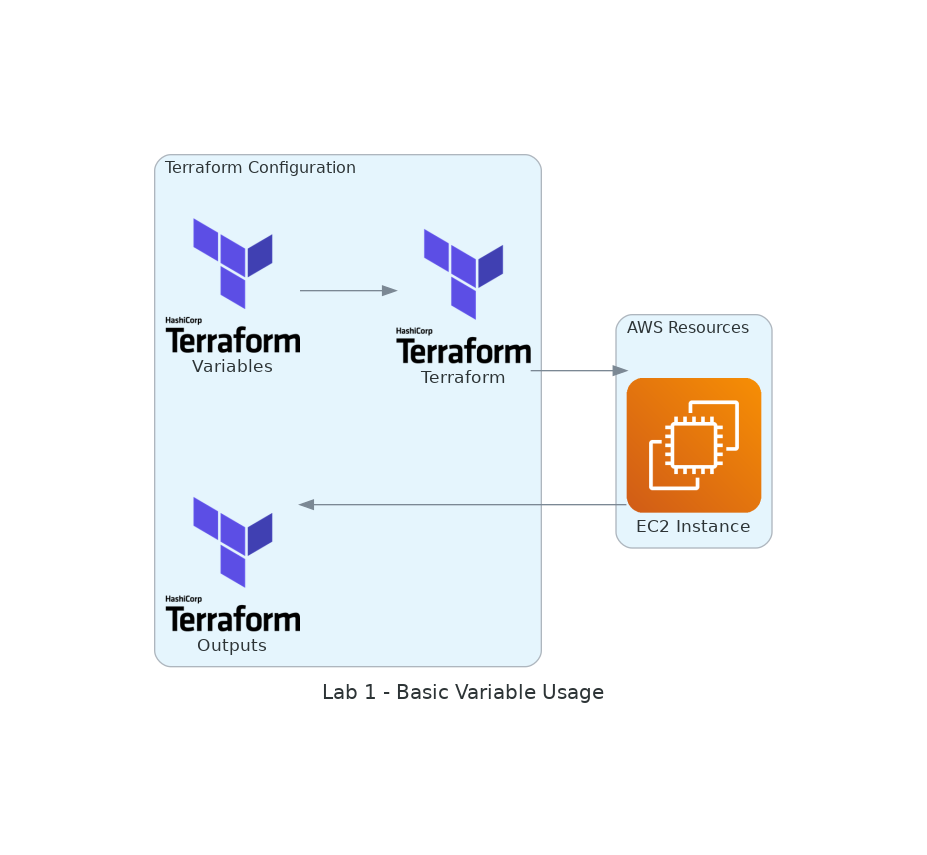 Terraform Configuration
HashiCorp
Terraform
Variables
HashiCorp
Terraform
Terraform
AWS Resources
EC2 Instance
HashiCorp
Terraform
Outputs
Lab 1 - Basic Variable Usage